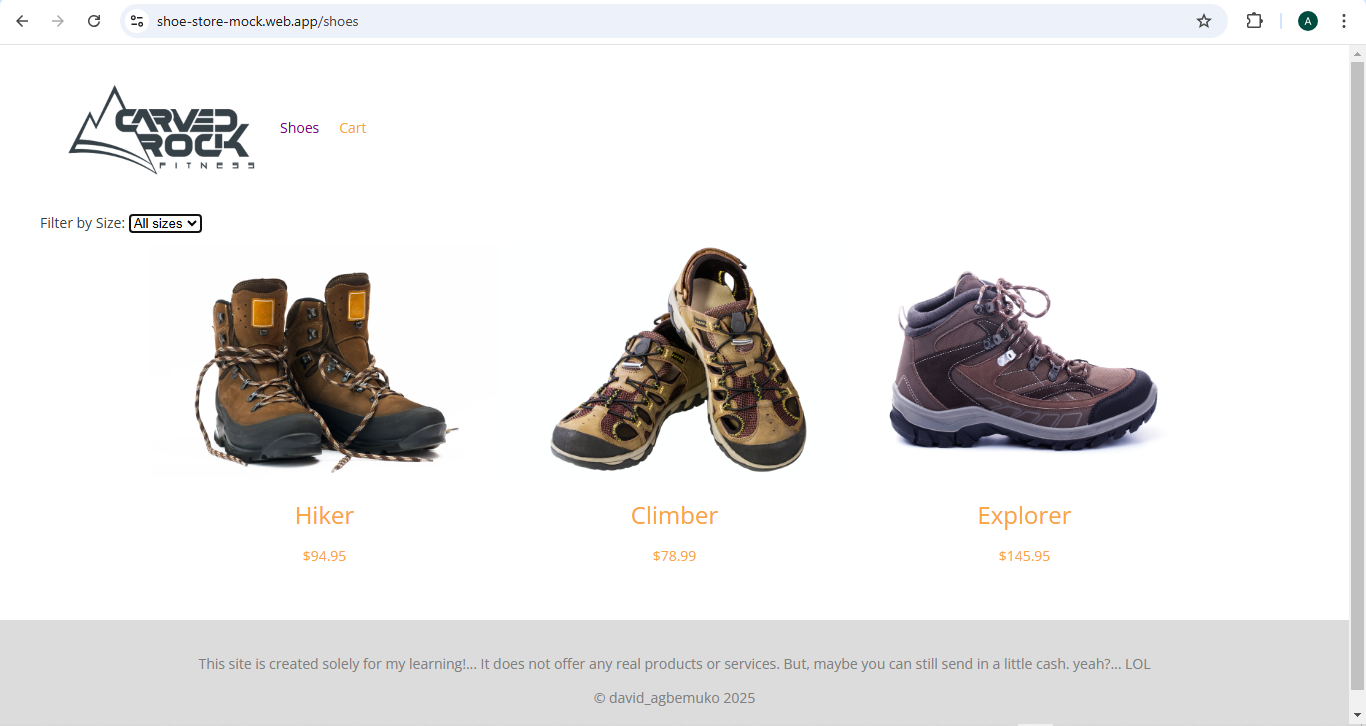 shoe-store-mock.web.app/shoes
A
CARVED
ROCK
FITNESS
Shoes Cart
Filter by Size: All sizes
Hiker Climber Explorer
$94.95 $78.99 $145.95
This site is created solely for my learning!... It does not offer any real products or services. But, maybe you can still send in a little cash. yeah?... LOL
© david_agbemuko 2025